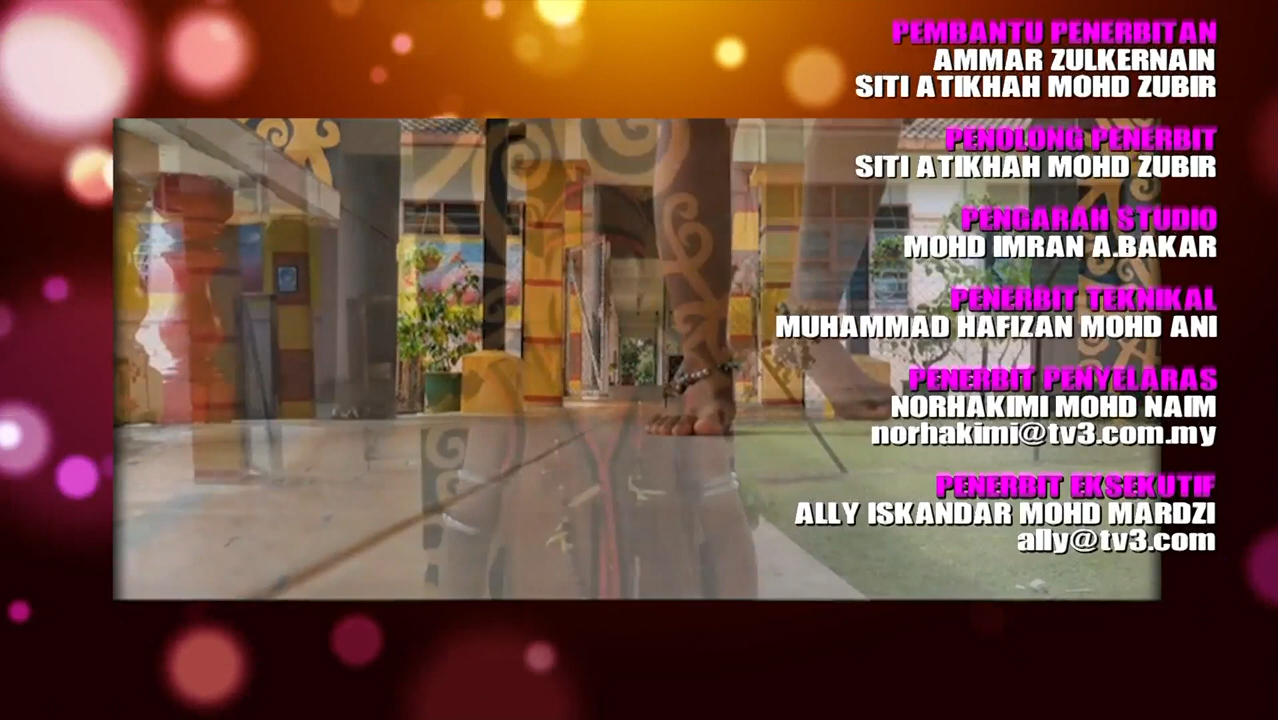 PEMBANTU PENERBITAN
AMMAR ZULKERNAIN
SITI ATIKHAH MOHD ZUBIR
PENOLONG PENERBIT
SITI ATIKHAH MOHD ZUBIR
PENGARAH STUDIO
MOHD IMRAN A.BAKAR
PENERBIT TEKNIKAL
MUHAMMAD HAFIZAN MOHD ANI
PENERBIT PENYELARAS
NORHAKIMI MOHD NAIM
norhakimi@tv3.com.my
PENERBIT EKSEKUTIF
ALLY ISKANDAR MOHD MARDZI
ally@tv3.com